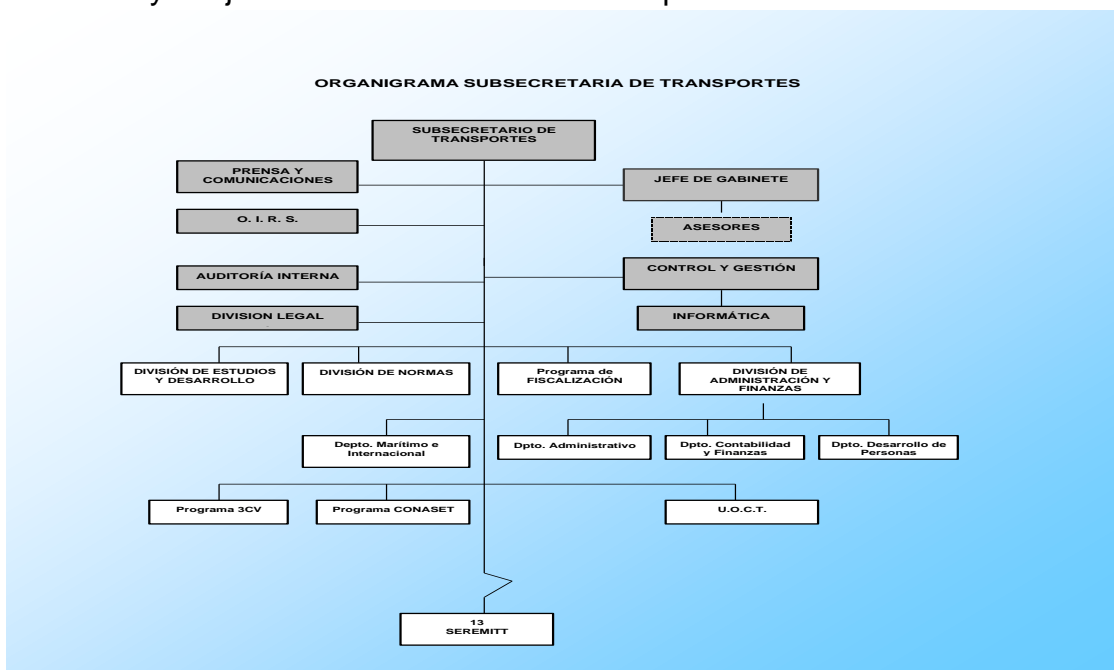 ORGANIGRAMA SUBSECRETARIA DE TRANSPORTES
SUBSECRETARIO DE
TRANSPORTES
PRENSA Y
COMUNICACIONES
JEFE DE GABINETE
O. I. R. S.
ASESORES
AUDITORÍA INTERNA
CONTROL Y GESTIÓN
DIVISION LEGAL
INFORMÁTICA
DIVISIÓN DE ESTUDIOS
Y DESARROLLO
DIVISIÓN DE NORMAS
Programa de
FISCALIZACIÓN
DIVISIÓN DE
ADMINISTRACIÓN Y
FINANZAS
Depto. Marítimo e
Internacional
Dpto. Administrativo
Dpto. Contabilidad
y Finanzas
Dpto. Desarrollo de
Personas
Programa 3CV
Programa CONASET
U.O.C.T.
13
SEREMITT